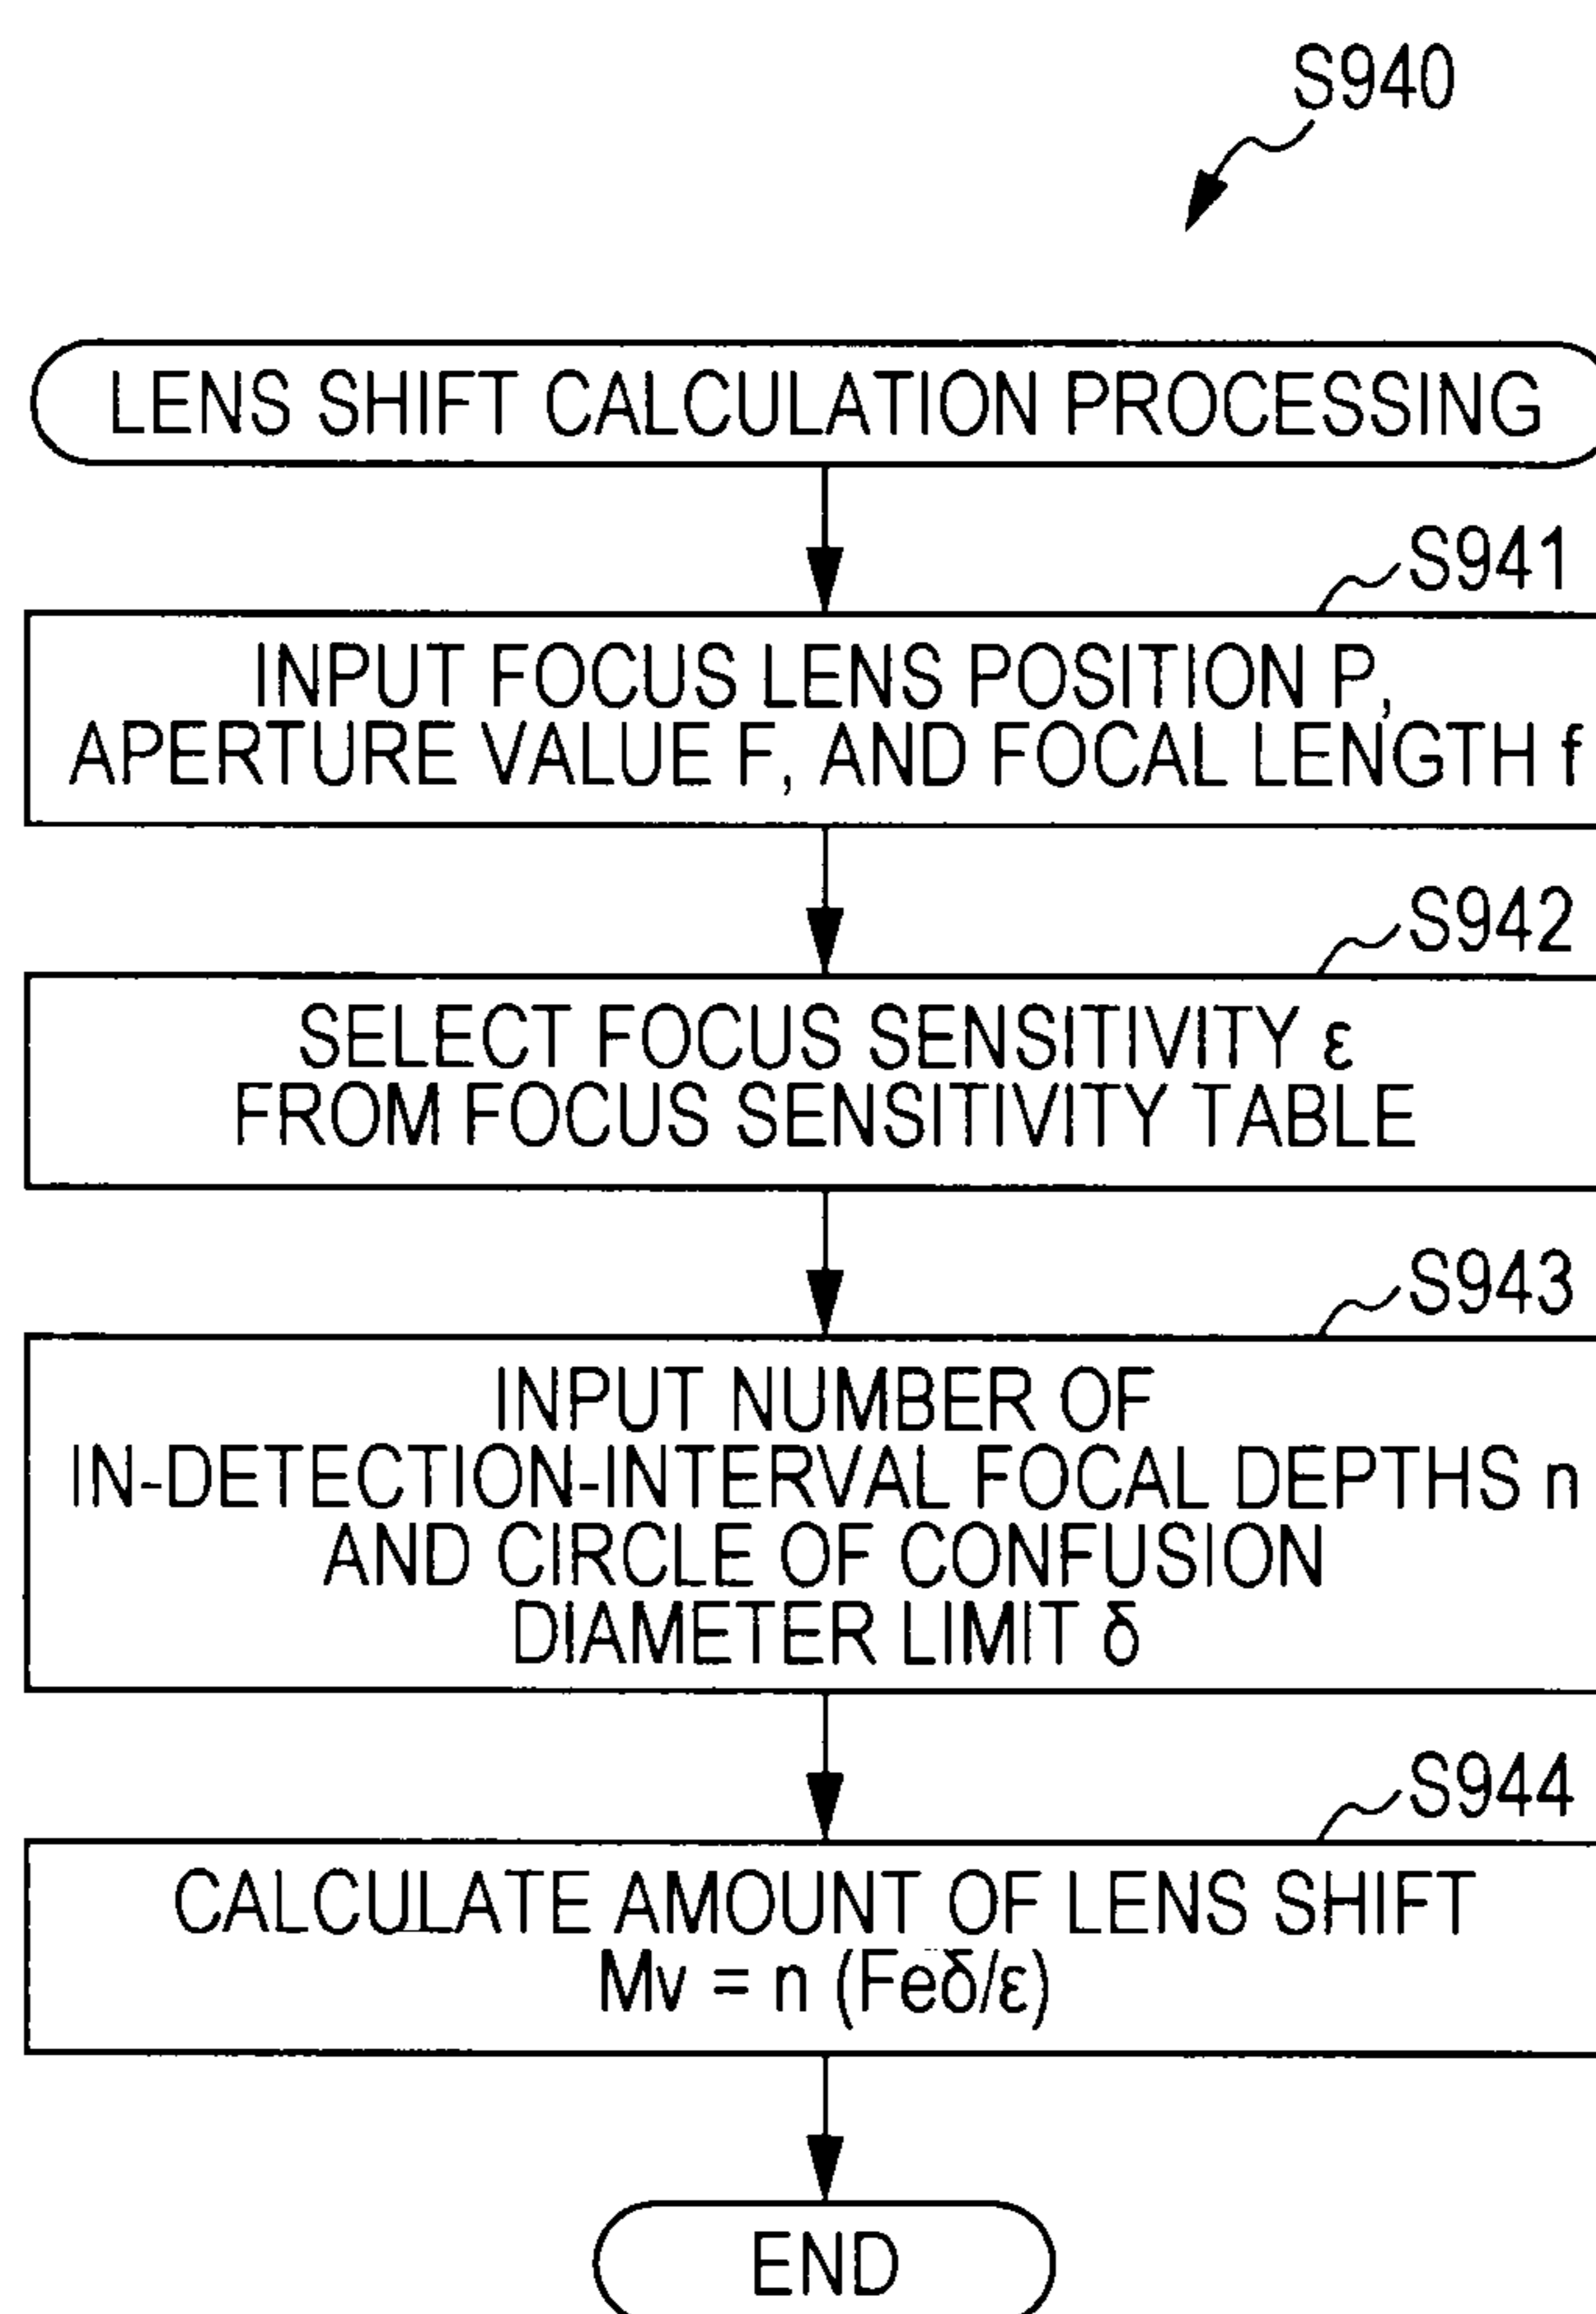 S940
LENS SHIFT CALCULATION PROCESSING
S941
INPUT FOCUS LENS POSITION P,
APERTURE VALUE F, AND FOCAL LENGTH f
S942
SELECT FOCUS SENSITIVITY ε
FROM FOCUS SENSITIVITY TABLE
S943
INPUT NUMBER OF
IN-DETECTION-INTERVAL FOCAL DEPTHS n
AND CIRCLE OF CONFUSION
DIAMETER LIMIT δ
S944
CALCULATE AMOUNT OF LENS SHIFT
Mv = n (Feδ/ε)
END